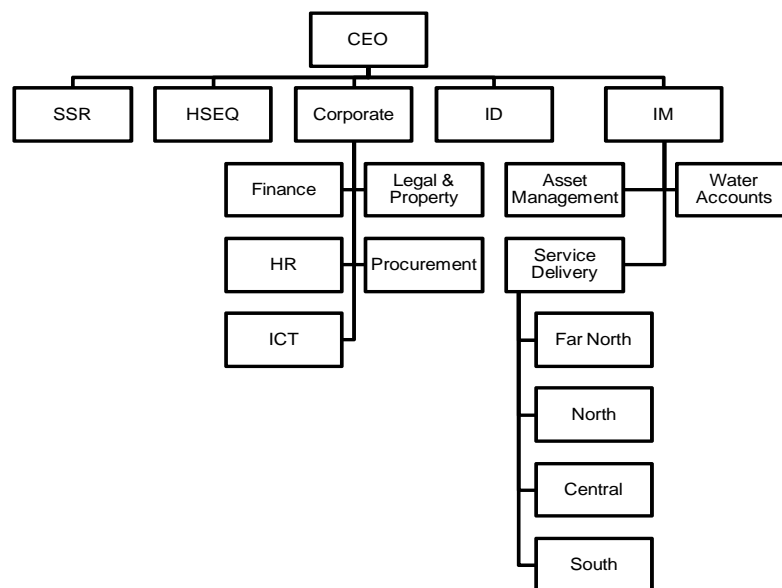 CEO
SSR
HSEQ
Corporate
ID
IM
Finance
Legal &
Property
Asset
Management
Water
Accounts
HR
Procurement
Service
Delivery
ICT
Far North
North
Central
South